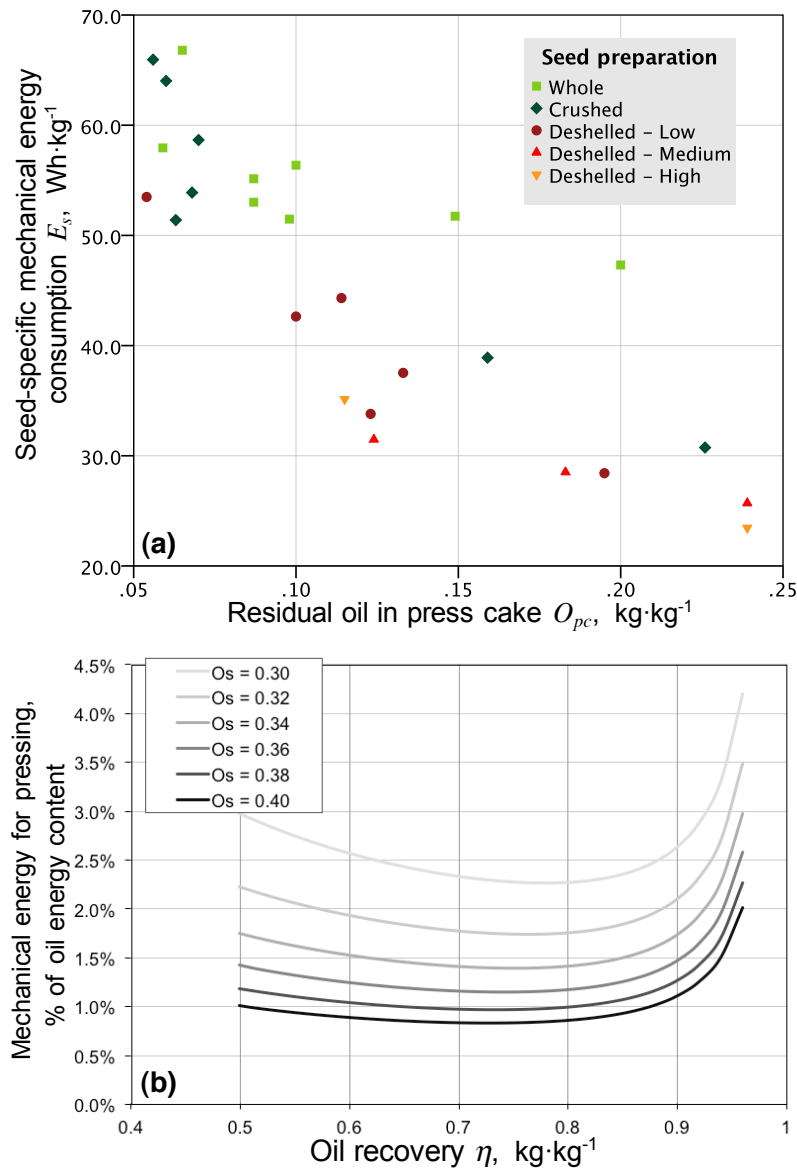 70.0
60.0
50.0
40.0
30.0
20.0
Seed-specific mechanical energy
consumption E_s, Wh·kg⁻¹
Seed preparation
Whole
Crushed
Deshelled – Low
Deshelled – Medium
Deshelled – High
(a)
.05 .10 .15 .20 .25
Residual oil in press cake O_pc, kg·kg⁻¹
4.5%
4.0%
3.5%
3.0%
2.5%
2.0%
1.5%
1.0%
0.5%
0.0%
Mechanical energy for pressing,
% of oil energy content
Os = 0.30
Os = 0.32
Os = 0.34
Os = 0.36
Os = 0.38
Os = 0.40
(b)
0.4 0.5 0.6 0.7 0.8 0.9 1
Oil recovery η, kg·kg⁻¹